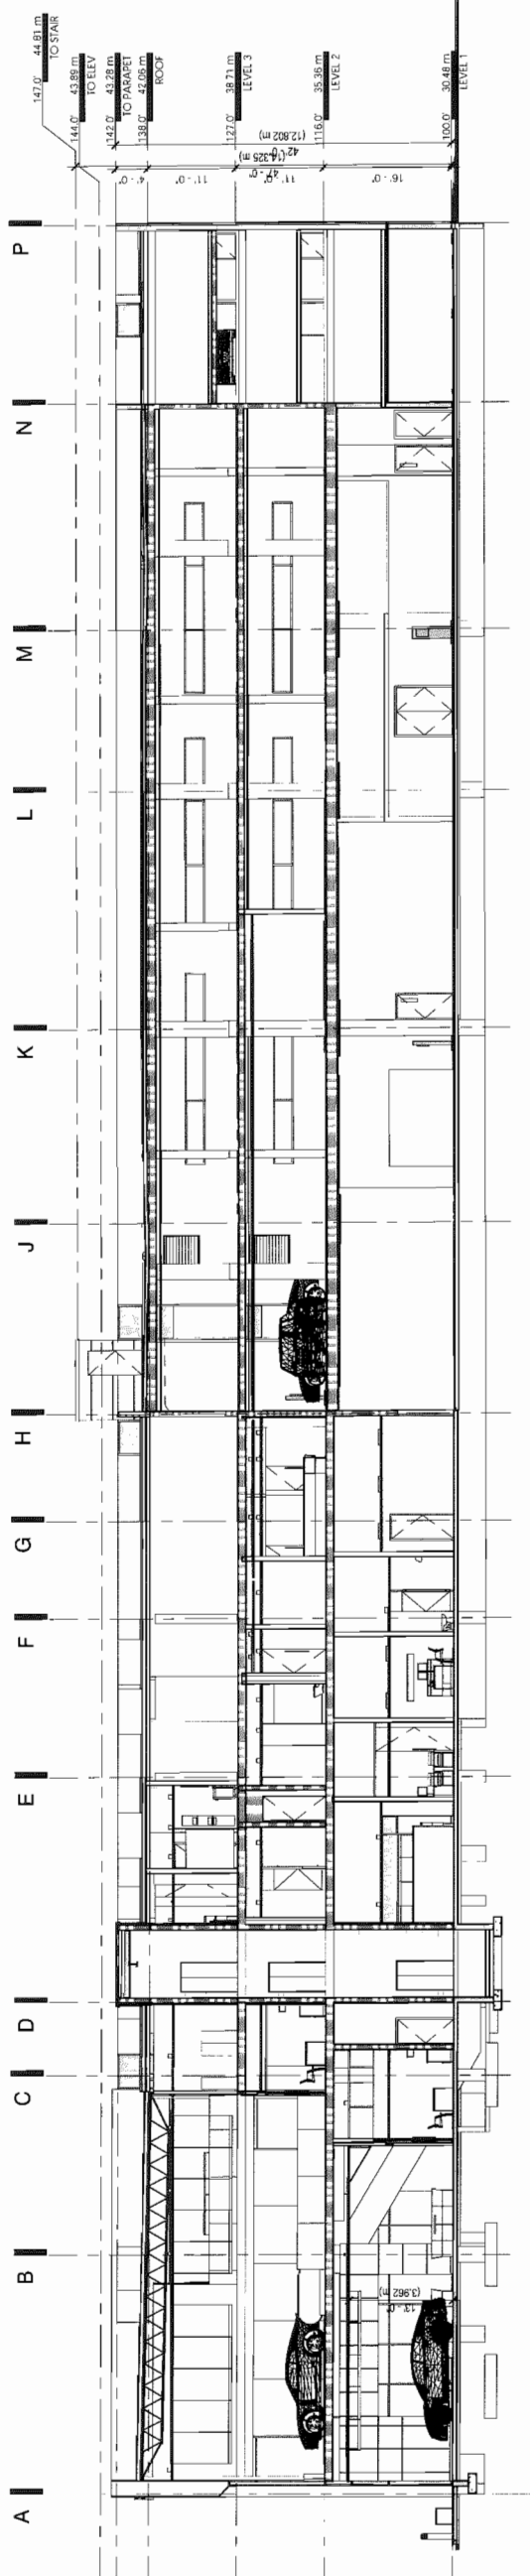 147.0' 44.81 m
TO STAIR
144.0' 43.89 m
TO ELEV
142.0' 43.28 m
TO PARAPET
138.0' 42.06 m
ROOF
127.0' 38.71 m
LEVEL 3
116.0' 35.36 m
LEVEL 2
100.0' 30.48 m
LEVEL 1
42'-0"
(12.802 m)
47'-0"
(14.325 m)
4'-0"
11'-0"
11'-0"
16'-0"
P
N
M
L
K
J
H
G
F
E
D
C
B
A
13'-0"
(3.962 m)